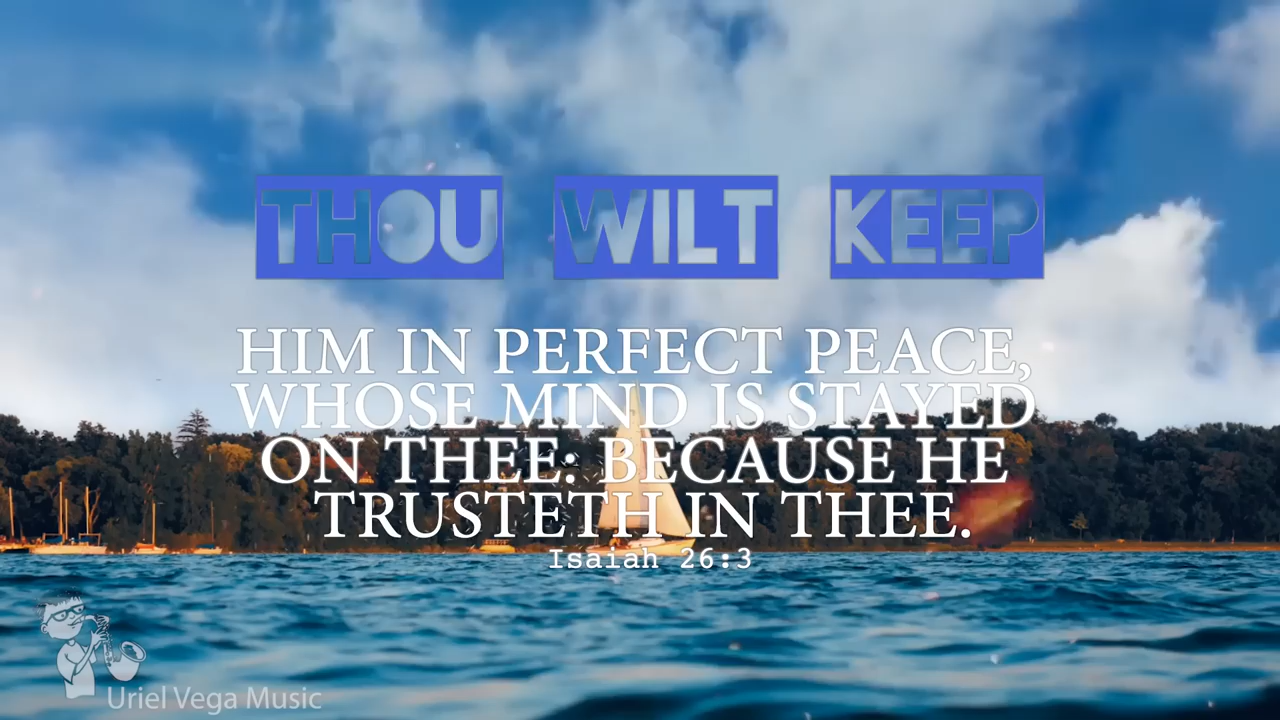 THOU WILT KEEP
HIM IN PERFECT PEACE,
WHOSE MIND IS STAYED
ON THEE: BECAUSE HE
TRUSTETH IN THEE.
Isaiah 26:3
Uriel Vega Music